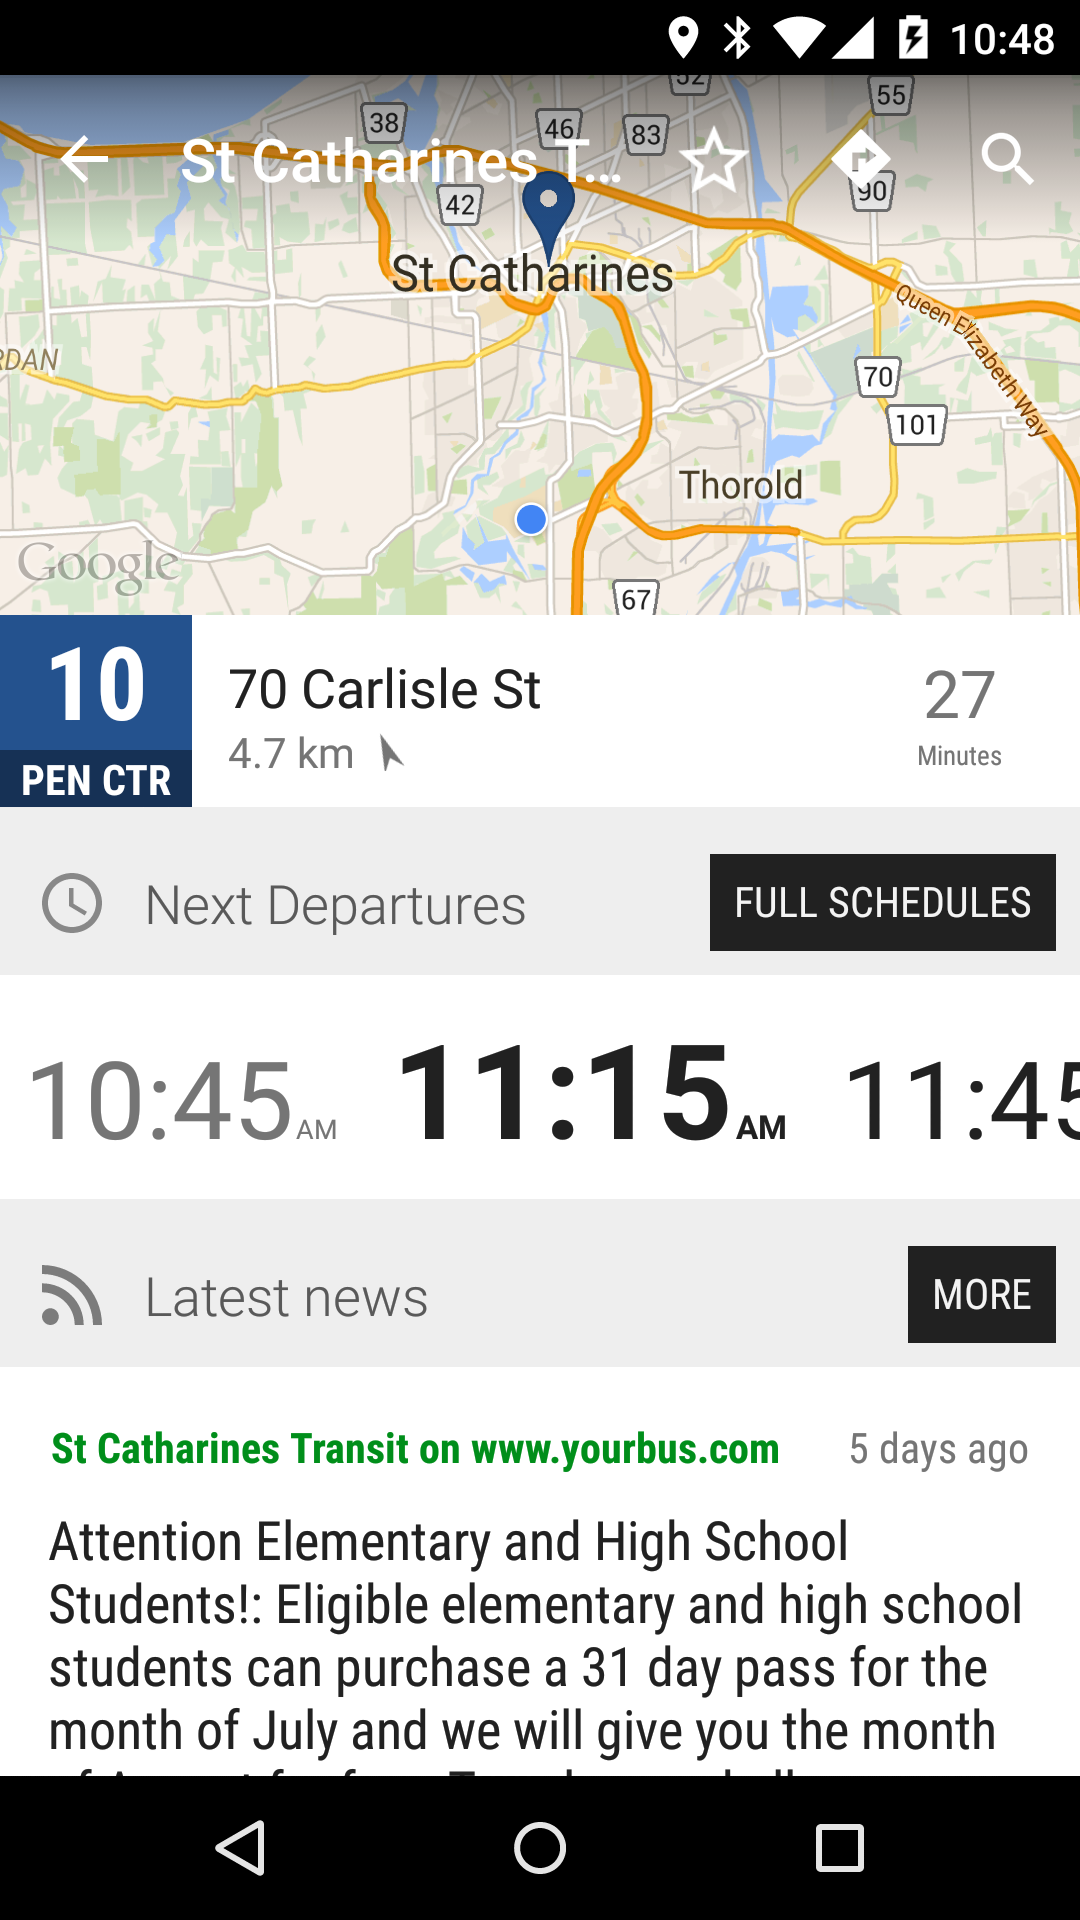 10:48
52
55
38
46
83
St Catharines T...
90
42
St Catharines
Queen Elizabeth Way
70
101
Thorold
Google
67
10
70 Carlisle St
27
4.7 km
Minutes
PEN CTR
Next Departures
FULL SCHEDULES
10:45 AM
11:15 AM
11:45
Latest news
MORE
St Catharines Transit on www.yourbus.com
5 days ago
Attention Elementary and High School
Students!: Eligible elementary and high school
students can purchase a 31 day pass for the
month of July and we will give you the month